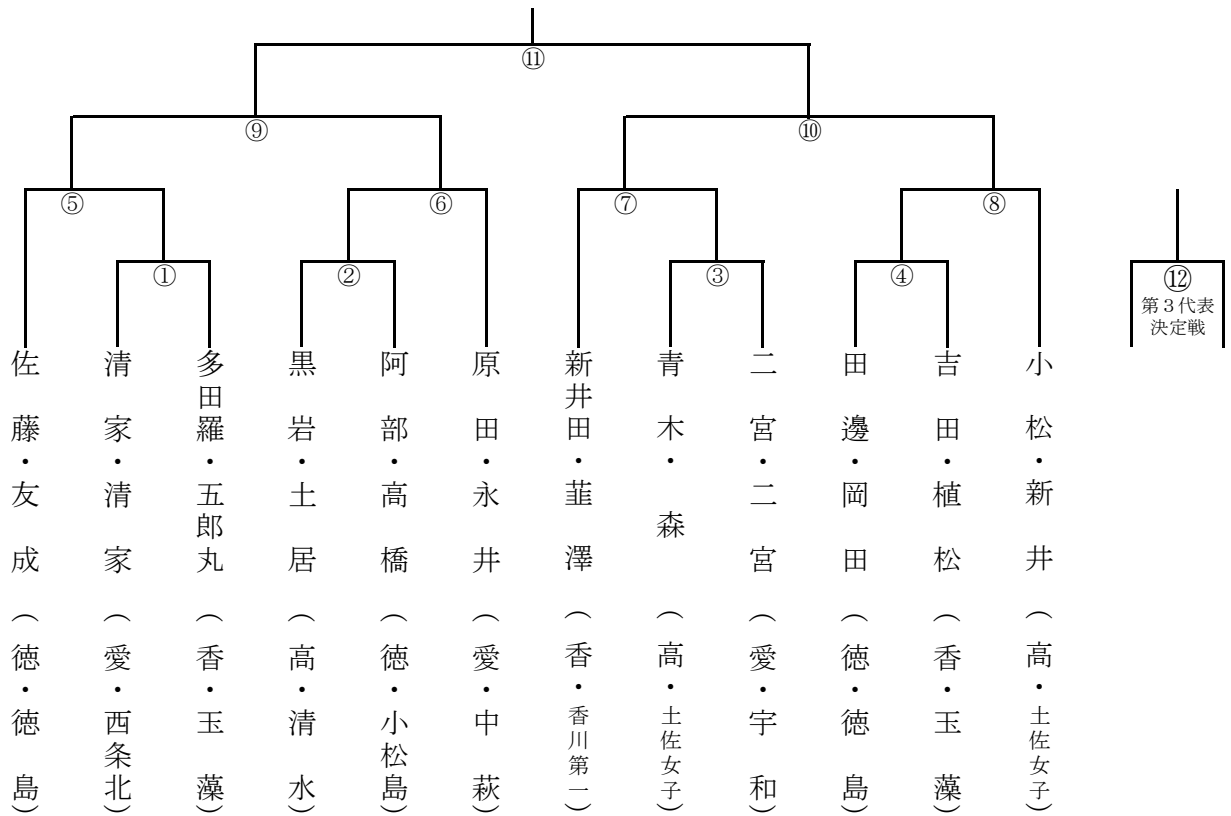 ⑪
⑨
⑩
⑤
⑥
⑦
⑧
①
②
③
④
⑫
第3代表
決定戦
佐藤・友成（徳・徳島）
清家・清家（愛・西条北）
多田羅・五郎丸（香・玉藻）
黒岩・土居（高・清水）
阿部・高橋（徳・小松島）
原田・永井（愛・中萩）
新井田・韮澤（香・香川第一）
青木・森（高・土佐女子）
二宮・二宮（愛・宇和）
田邊・岡田（徳・徳島）
吉田・植松（香・玉藻）
小松・新井（高・土佐女子）